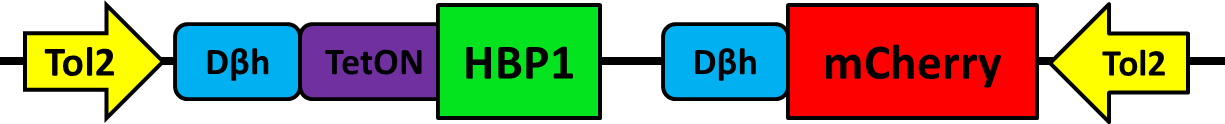 Tol2 Dβh TetON HBP1 Dβh mCherry Tol2